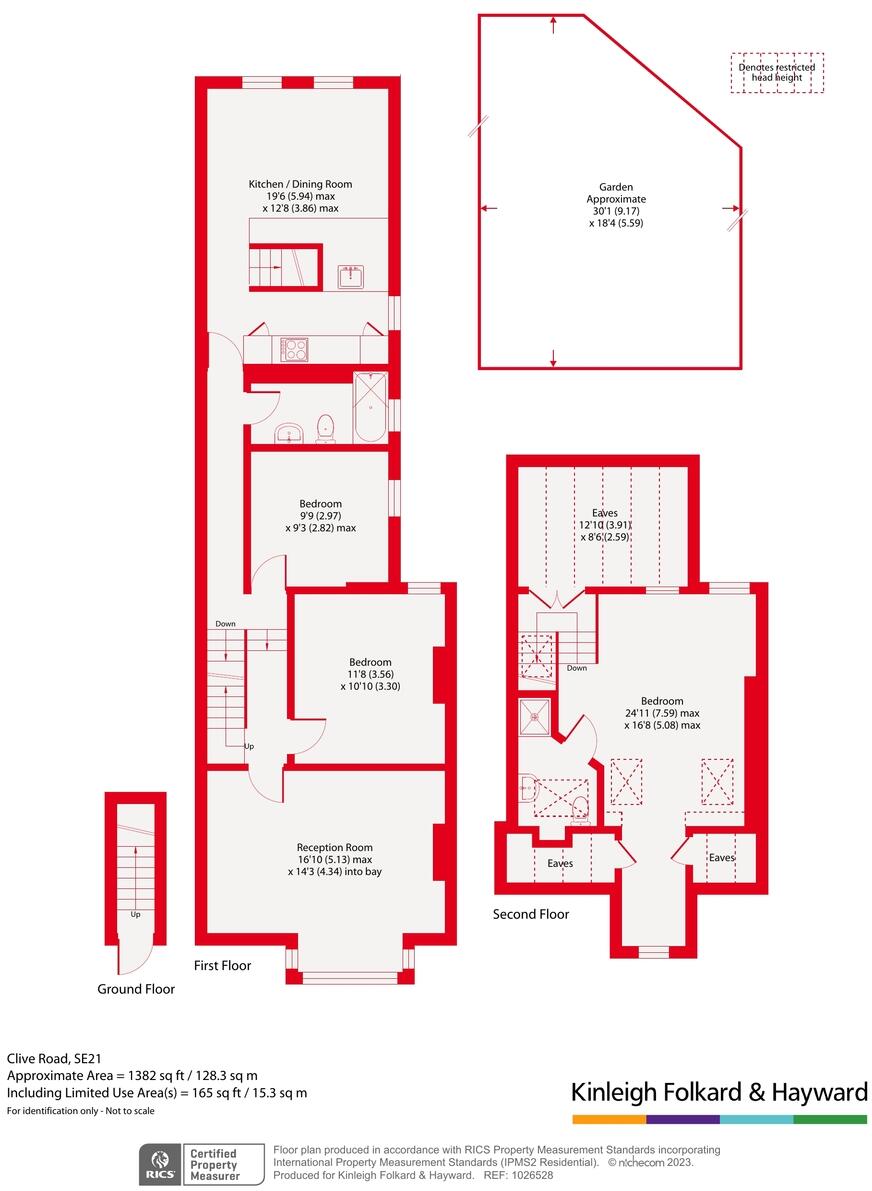 Denotes restricted
head height
Kitchen / Dining Room
19'6 (5.94) max
x 12'8 (3.86) max
Garden
Approximate
30'1 (9.17)
x 18'4 (5.59)
Bedroom
9'9 (2.97)
x 9'3 (2.82) max
Eaves
12'10 (3.91)
x 8'6 (2.59)
Down
Bedroom
11'8 (3.56)
x 10'10 (3.30)
Down
Bedroom
24'11 (7.59) max
x 16'8 (5.08) max
Up
Reception Room
16'10 (5.13) max
x 14'3 (4.34) into bay
Eaves
Eaves
Up
Second Floor
First Floor
Ground Floor
Clive Road, SE21
Approximate Area = 1382 sq ft / 128.3 sq m
Including Limited Use Area(s) = 165 sq ft / 15.3 sq m
For identification only - Not to scale
Kinleigh Folkard & Hayward
RICS
Certified
Property
Measurer
Floor plan produced in accordance with RICS Property Measurement Standards incorporating
International Property Measurement Standards (IPMS2 Residential). © nichecom 2023.
Produced for Kinleigh Folkard & Hayward. REF: 1026528